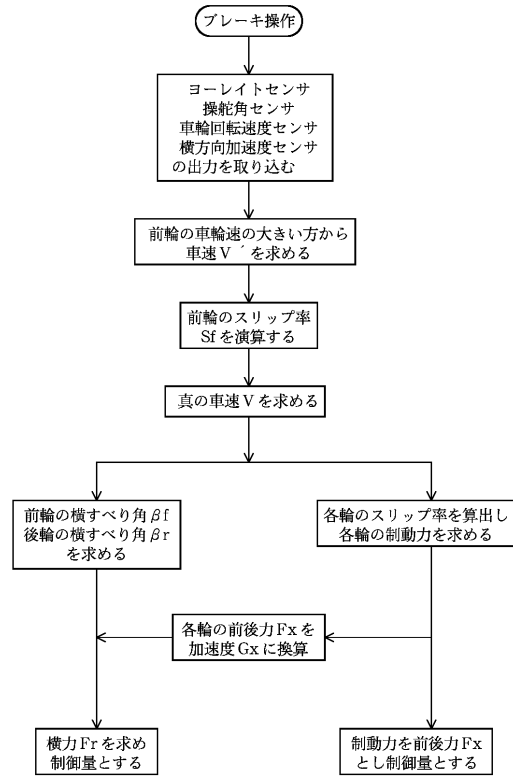 ブレーキ操作
ヨーレイトセンサ
操舵角センサ
車輪回転速度センサ
横方向加速度センサ
の出力を取り込む
前輪の車輪速の大きい方から
車速V´を求める
前輪のスリップ率
Sfを演算する
真の車速Vを求める
前輪の横すべり角βf
後輪の横すべり角βr
を求める
各輪のスリップ率を算出し
各輪の制動力を求める
各輪の前後力Fxを
加速度Gxに換算
横力Frを求め
制御量とする
制動力を前後力Fx
とし制御量とする